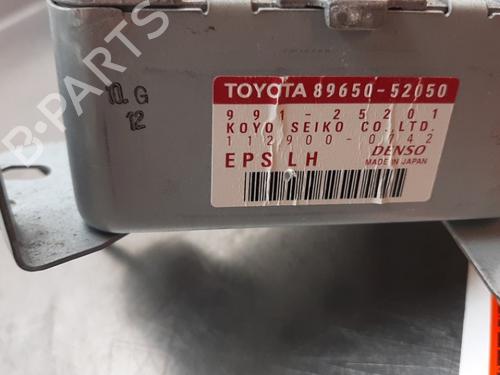 B-PARTS
10. G
12
TOYOTA 89650-52050
991-25201
KOYO SEIKO CO., LTD.
112900-0742
EPS LH
DENSO
MADE IN JAPAN